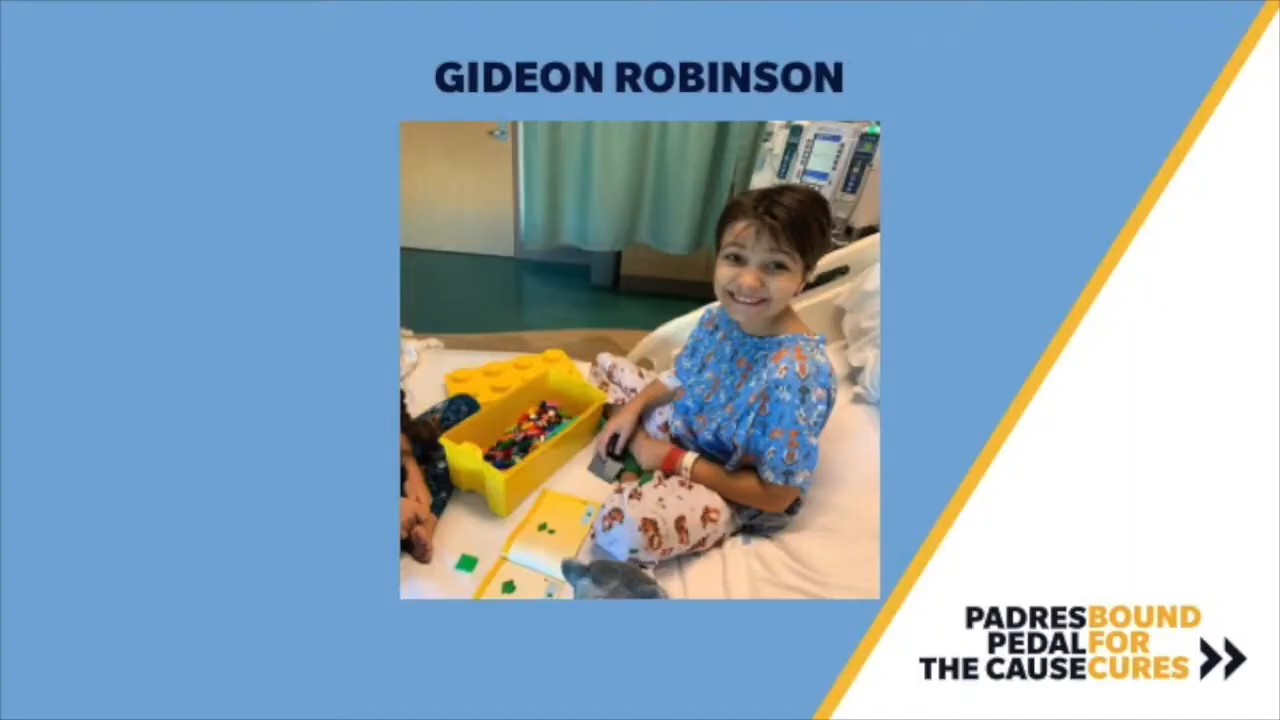 GIDEON ROBINSON
PADRES BOUND
PEDAL FOR
THE CAUSE CURES